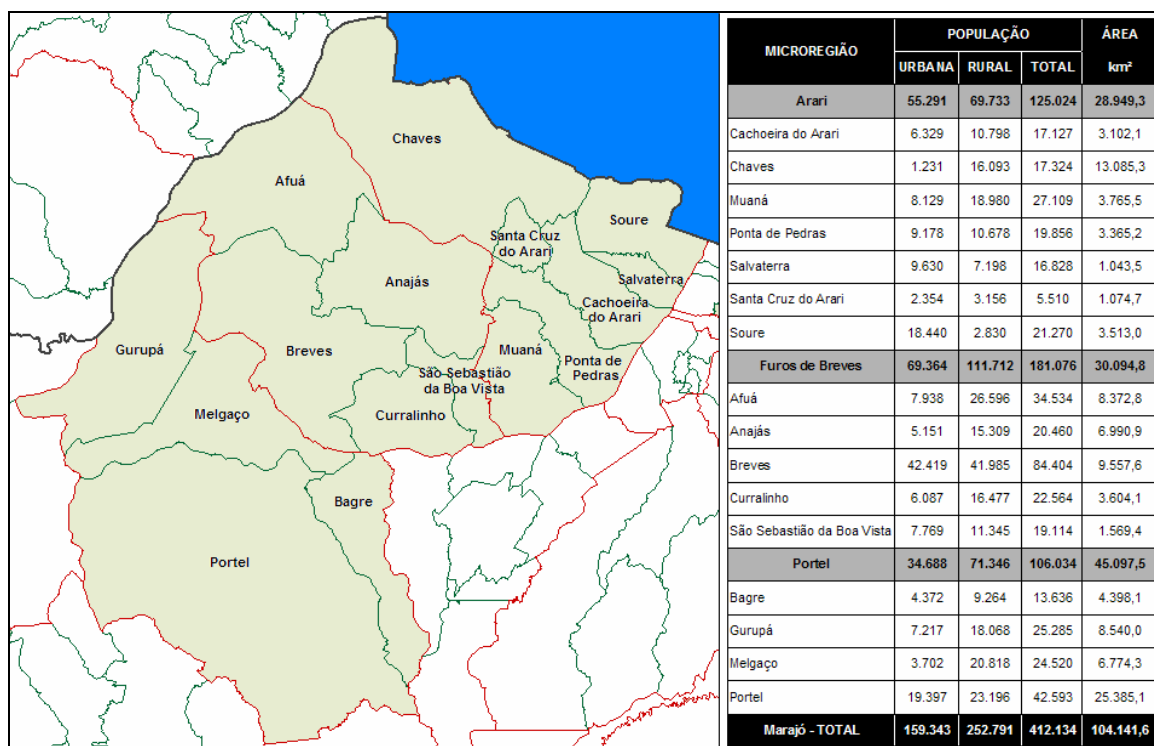 Chaves
Afuá
Soure
Santa Cruz
do Arari
Anajás
Salvaterra
Cachoeira
do Arari
Gurupá
Breves
Muaná
Ponta de
Pedras
São Sebastião
da Boa Vista
Melgaço
Curralinho
Bagre
Portel
MICROREGIÃO POPULAÇÃO ÁREA
URBANA RURAL TOTAL km²
Arari 55.291 69.733 125.024 28.949,3
Cachoeira do Arari 6.329 10.798 17.127 3.102,1
Chaves 1.231 16.093 17.324 13.085,3
Muaná 8.129 18.980 27.109 3.765,5
Ponta de Pedras 9.178 10.678 19.856 3.365,2
Salvaterra 9.630 7.198 16.828 1.043,5
Santa Cruz do Arari 2.354 3.156 5.510 1.074,7
Soure 18.440 2.830 21.270 3.513,0
Furos de Breves 69.364 111.712 181.076 30.094,8
Afuá 7.938 26.596 34.534 8.372,8
Anajás 5.151 15.309 20.460 6.990,9
Breves 42.419 41.985 84.404 9.557,6
Curralinho 6.087 16.477 22.564 3.604,1
São Sebastião da Boa Vista 7.769 11.345 19.114 1.569,4
Portel 34.688 71.346 106.034 45.097,5
Bagre 4.372 9.264 13.636 4.398,1
Gurupá 7.217 18.068 25.285 8.540,0
Melgaço 3.702 20.818 24.520 6.774,3
Portel 19.397 23.196 42.593 25.385,1
Marajó - TOTAL 159.343 252.791 412.134 104.141,6